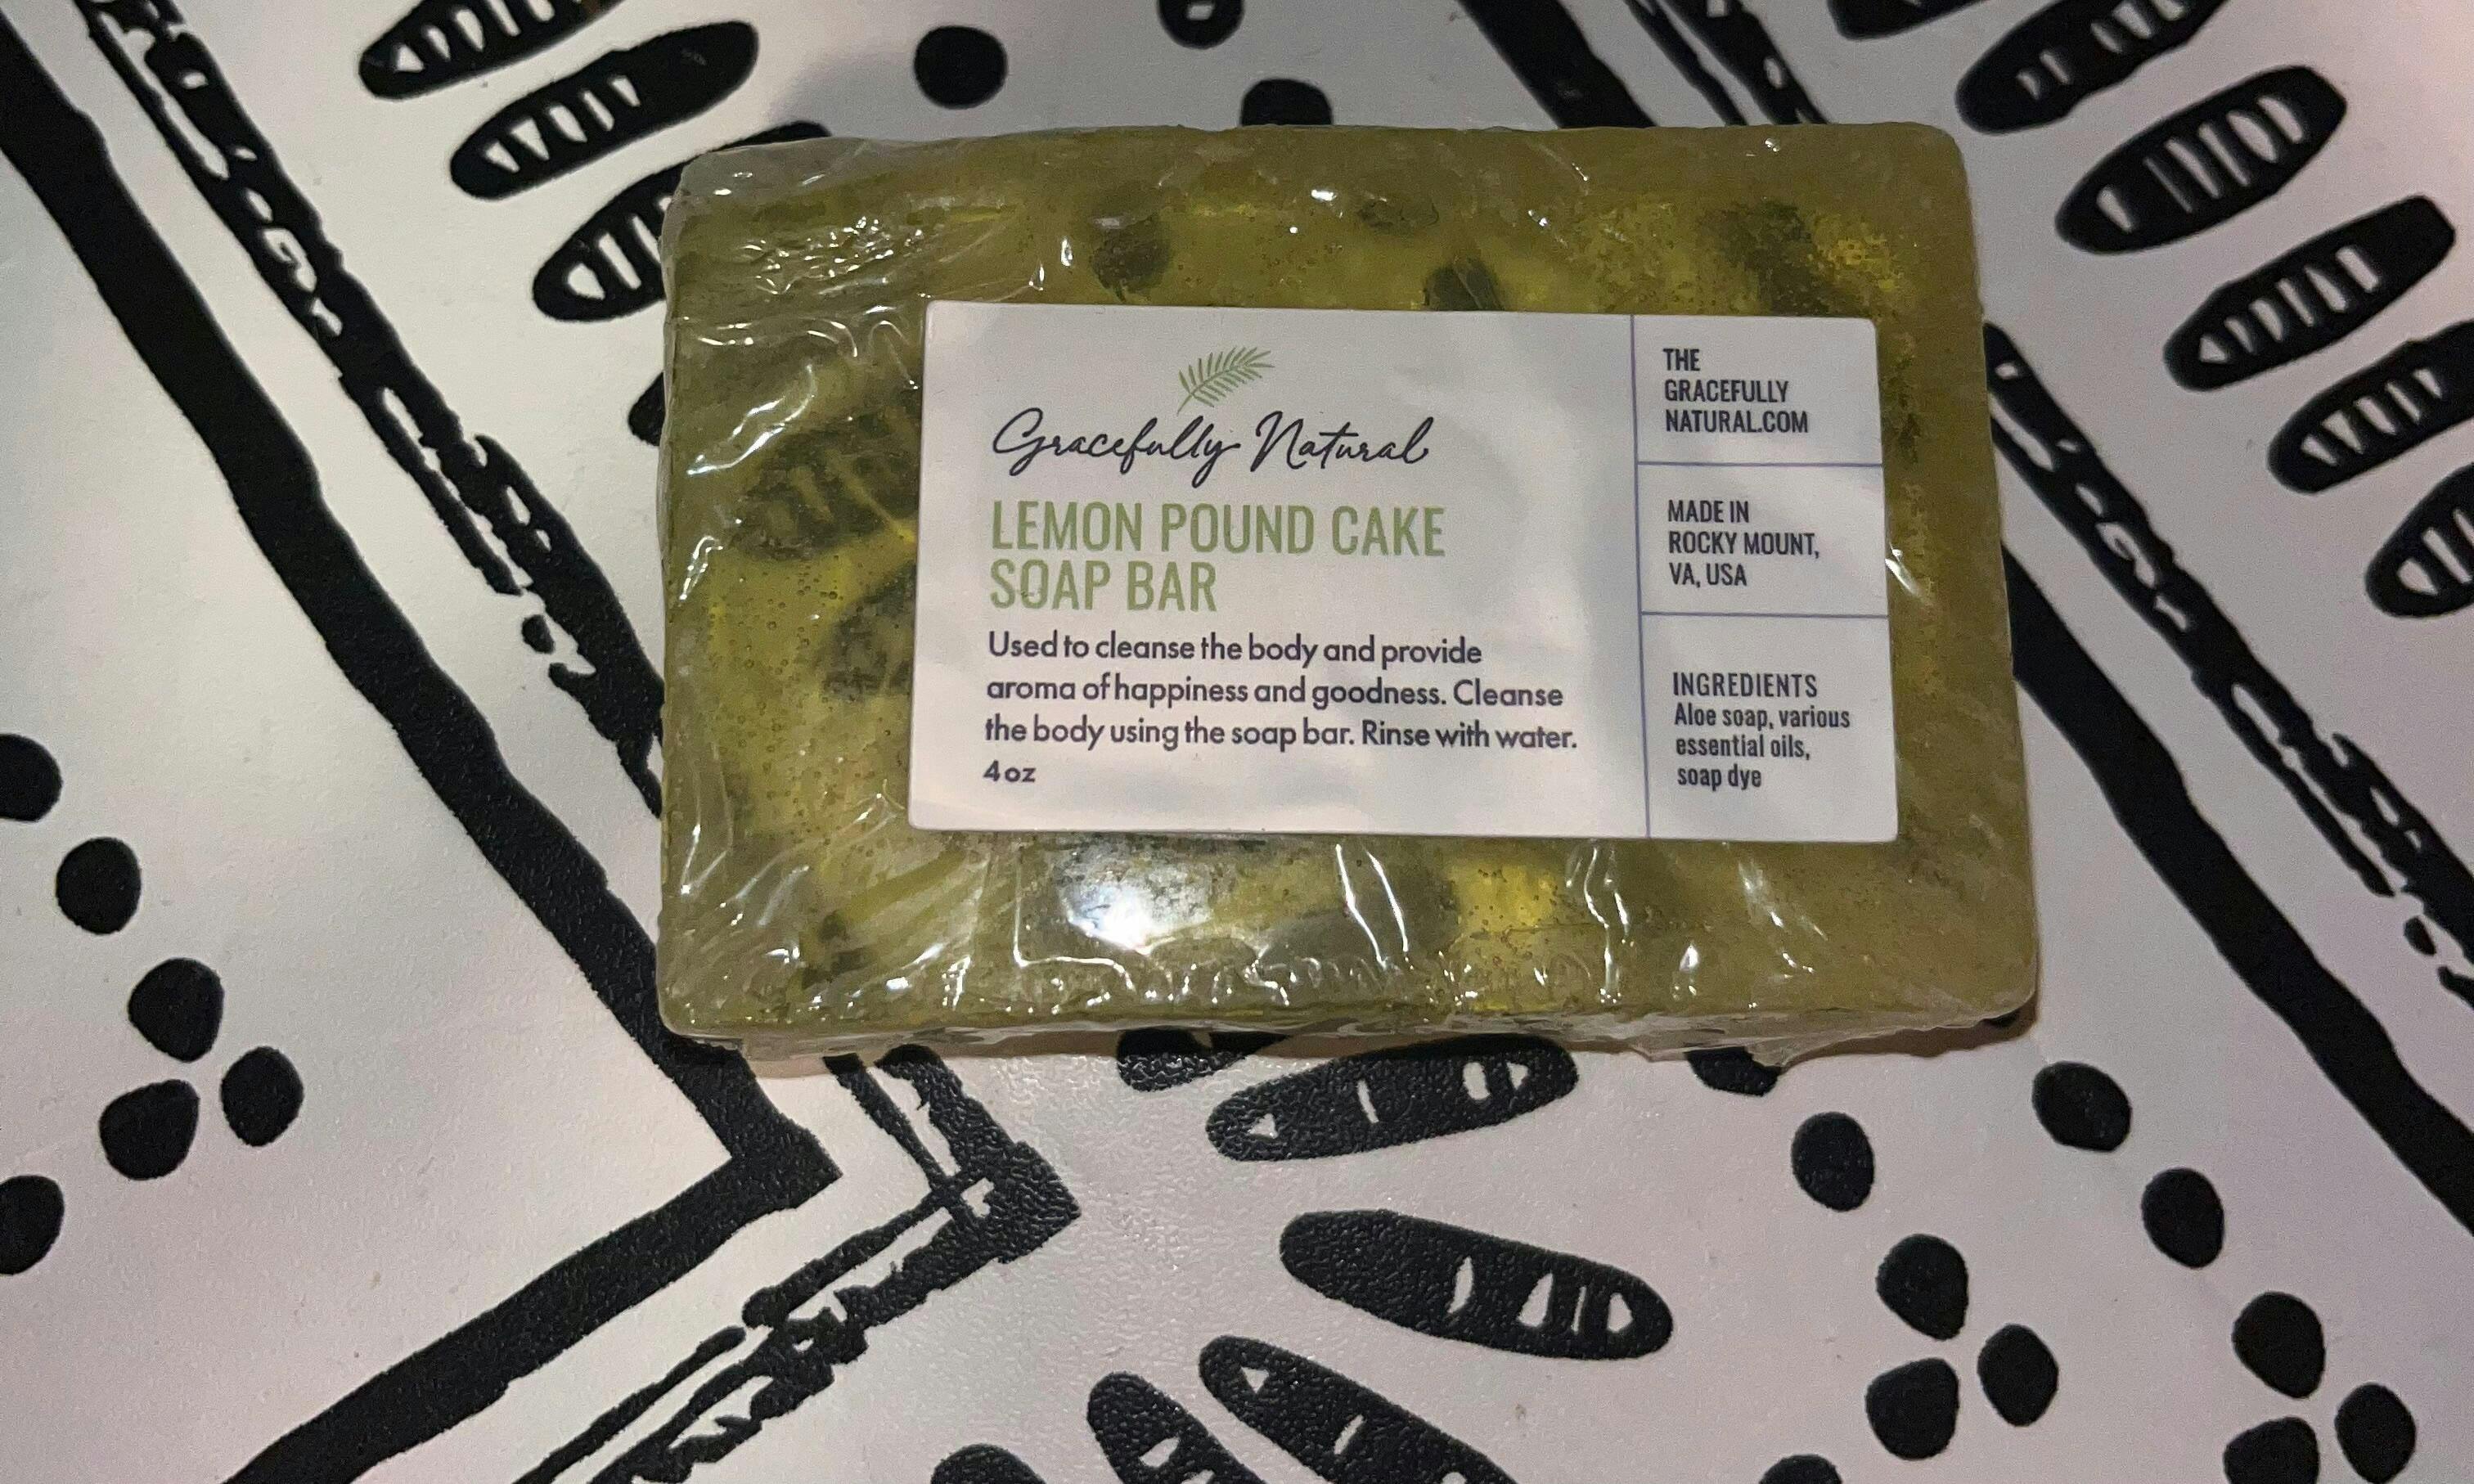 Gracefully Natural
LEMON POUND CAKE
SOAP BAR
Used to cleanse the body and provide
aroma of happiness and goodness. Cleanse
the body using the soap bar. Rinse with water.
4 oz
THE
GRACEFULLY
NATURAL.COM
MADE IN
ROCKY MOUNT,
VA, USA
INGREDIENTS
Aloe soap, various
essential oils,
soap dye